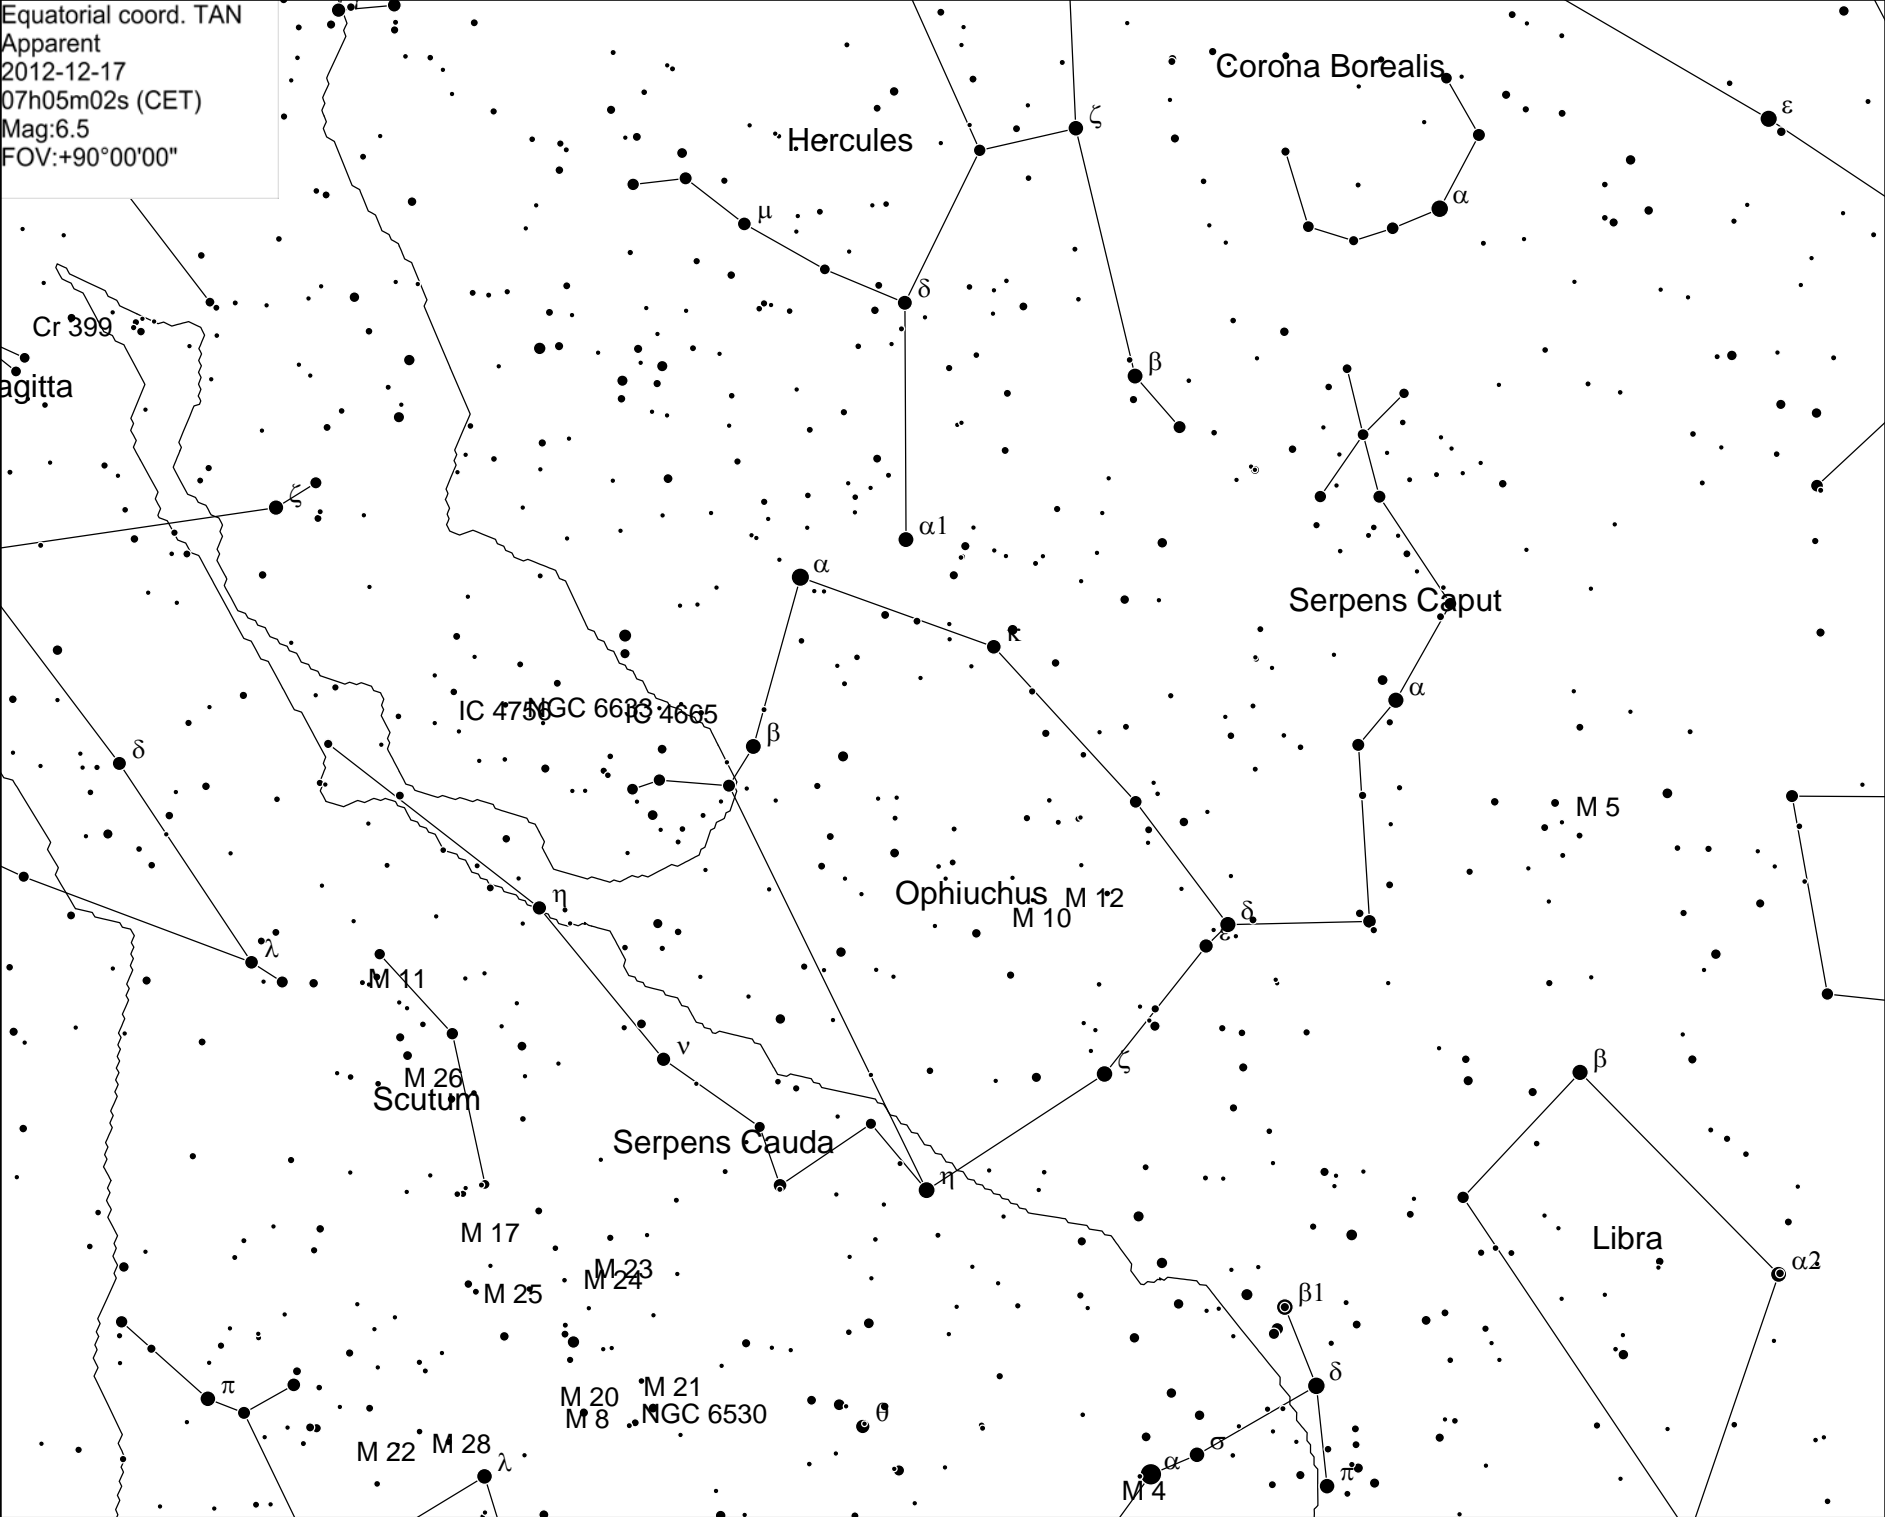 Equatorial coord. TAN
Apparent
2012-12-17
07h05m02s (CET)
Mag:6.5
FOV:+90°00'00"
Corona Borealis
ε
ζ
Hercules
α
μ
δ
Cr 399
β
agitta
ζ
α1
α
Serpens Caput
κ
α
IC 4756
NGC 6633
IC 4665
β
δ
M 5
η
Ophiuchus
M 12
M 10
δ
ε
λ
M 11
ν
ζ
β
M 26
Scutum
Serpens Cauda
η
M 17
Libra
α2
M 23
M 24
M 25
β1
δ
π
M 21
M 20
NGC 6530
M 8
θ
M 22
M 28
σ
λ
α
π
M 4